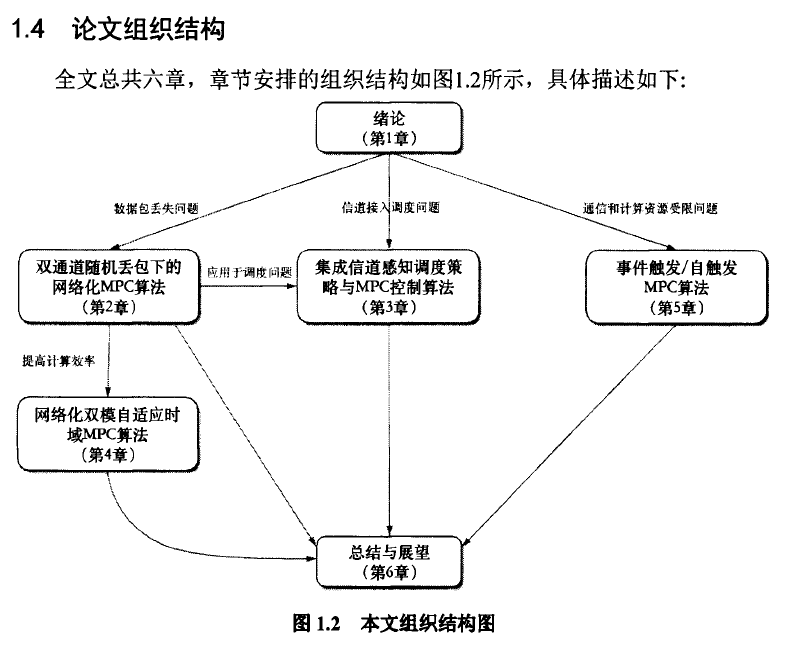 1.4 论文组织结构
全文总共六章，章节安排的组织结构如图1.2所示，具体描述如下:
绪论
（第1章）
数据包丢失问题
信道接入调度问题
通信和计算资源受限问题
双通道随机丢包下的
网络化MPC算法
（第2章）
应用于调度问题
集成信道感知调度策
略与MPC控制算法
（第3章）
事件触发/自触发
MPC算法
（第5章）
提高计算效率
网络化双模自适应时
域MPC算法
（第4章）
总结与展望
（第6章）
图 1.2 本文组织结构图